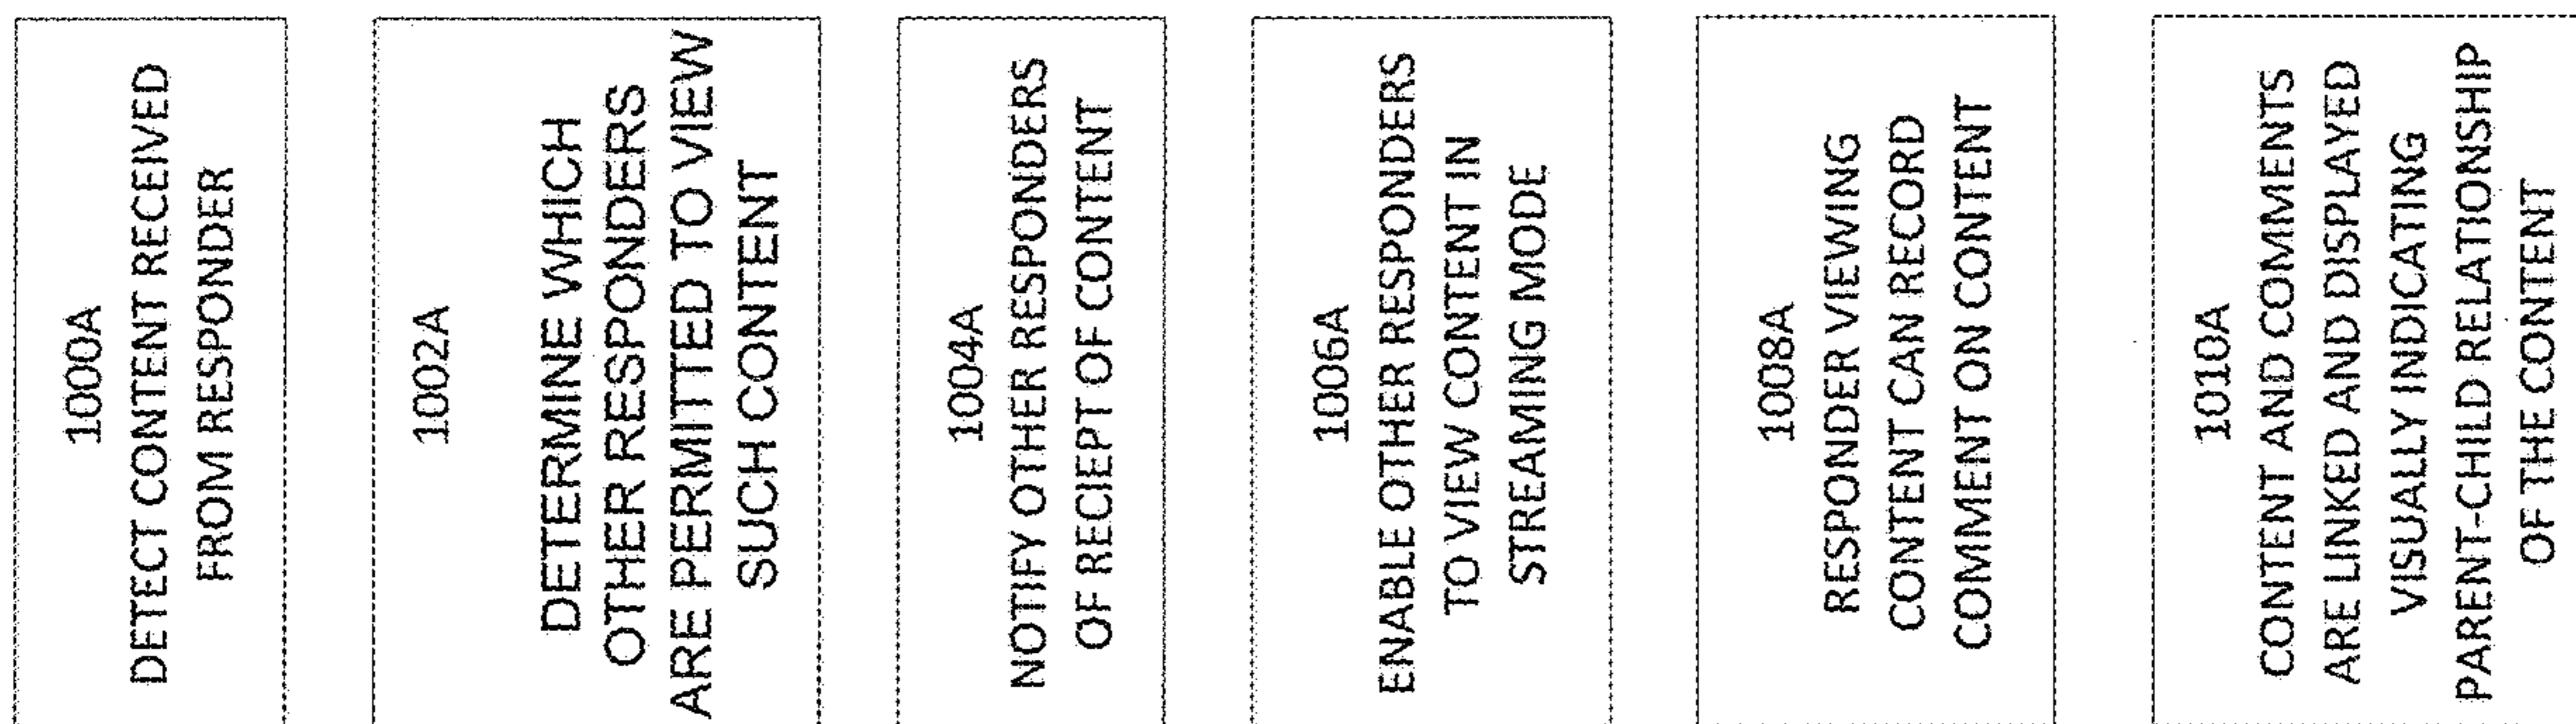 1000A
DETECT CONTENT RECEIVED
FROM RESPONDER
1002A
DETERMINE WHICH
OTHER RESPONDERS
ARE PERMITTED TO VIEW
SUCH CONTENT
1004A
NOTIFY OTHER RESPONDERS
OF RECIEPT OF CONTENT
1006A
ENABLE OTHER RESPONDERS
TO VIEW CONTENT IN
STREAMING MODE
1008A
RESPONDER VIEWING
CONTENT CAN RECORD
COMMENT ON CONTENT
1010A
CONTENT AND COMMENTS
ARE LINKED AND DISPLAYED
VISUALLY INDICATING
PARENT-CHILD RELATIONSHIP
OF THE CONTENT